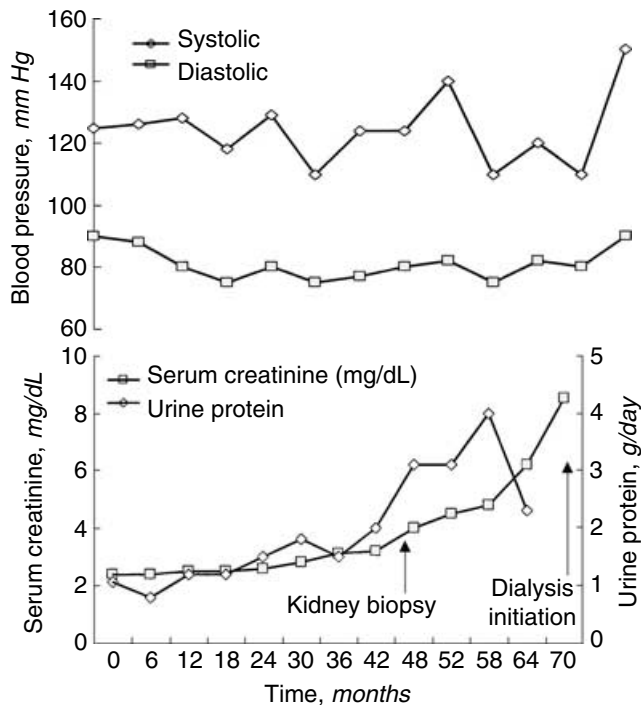 160
140
120
100
80
60
Blood pressure, mm Hg
Systolic
Diastolic
10
8
6
4
2
0
Serum creatinine, mg/dL
Serum creatinine (mg/dL)
Urine protein
5
4
3
2
1
0
Urine protein, g/day
Kidney biopsy
Dialysis
initiation
0 6 12 18 24 30 36 42 48 52 58 64 70
Time, months